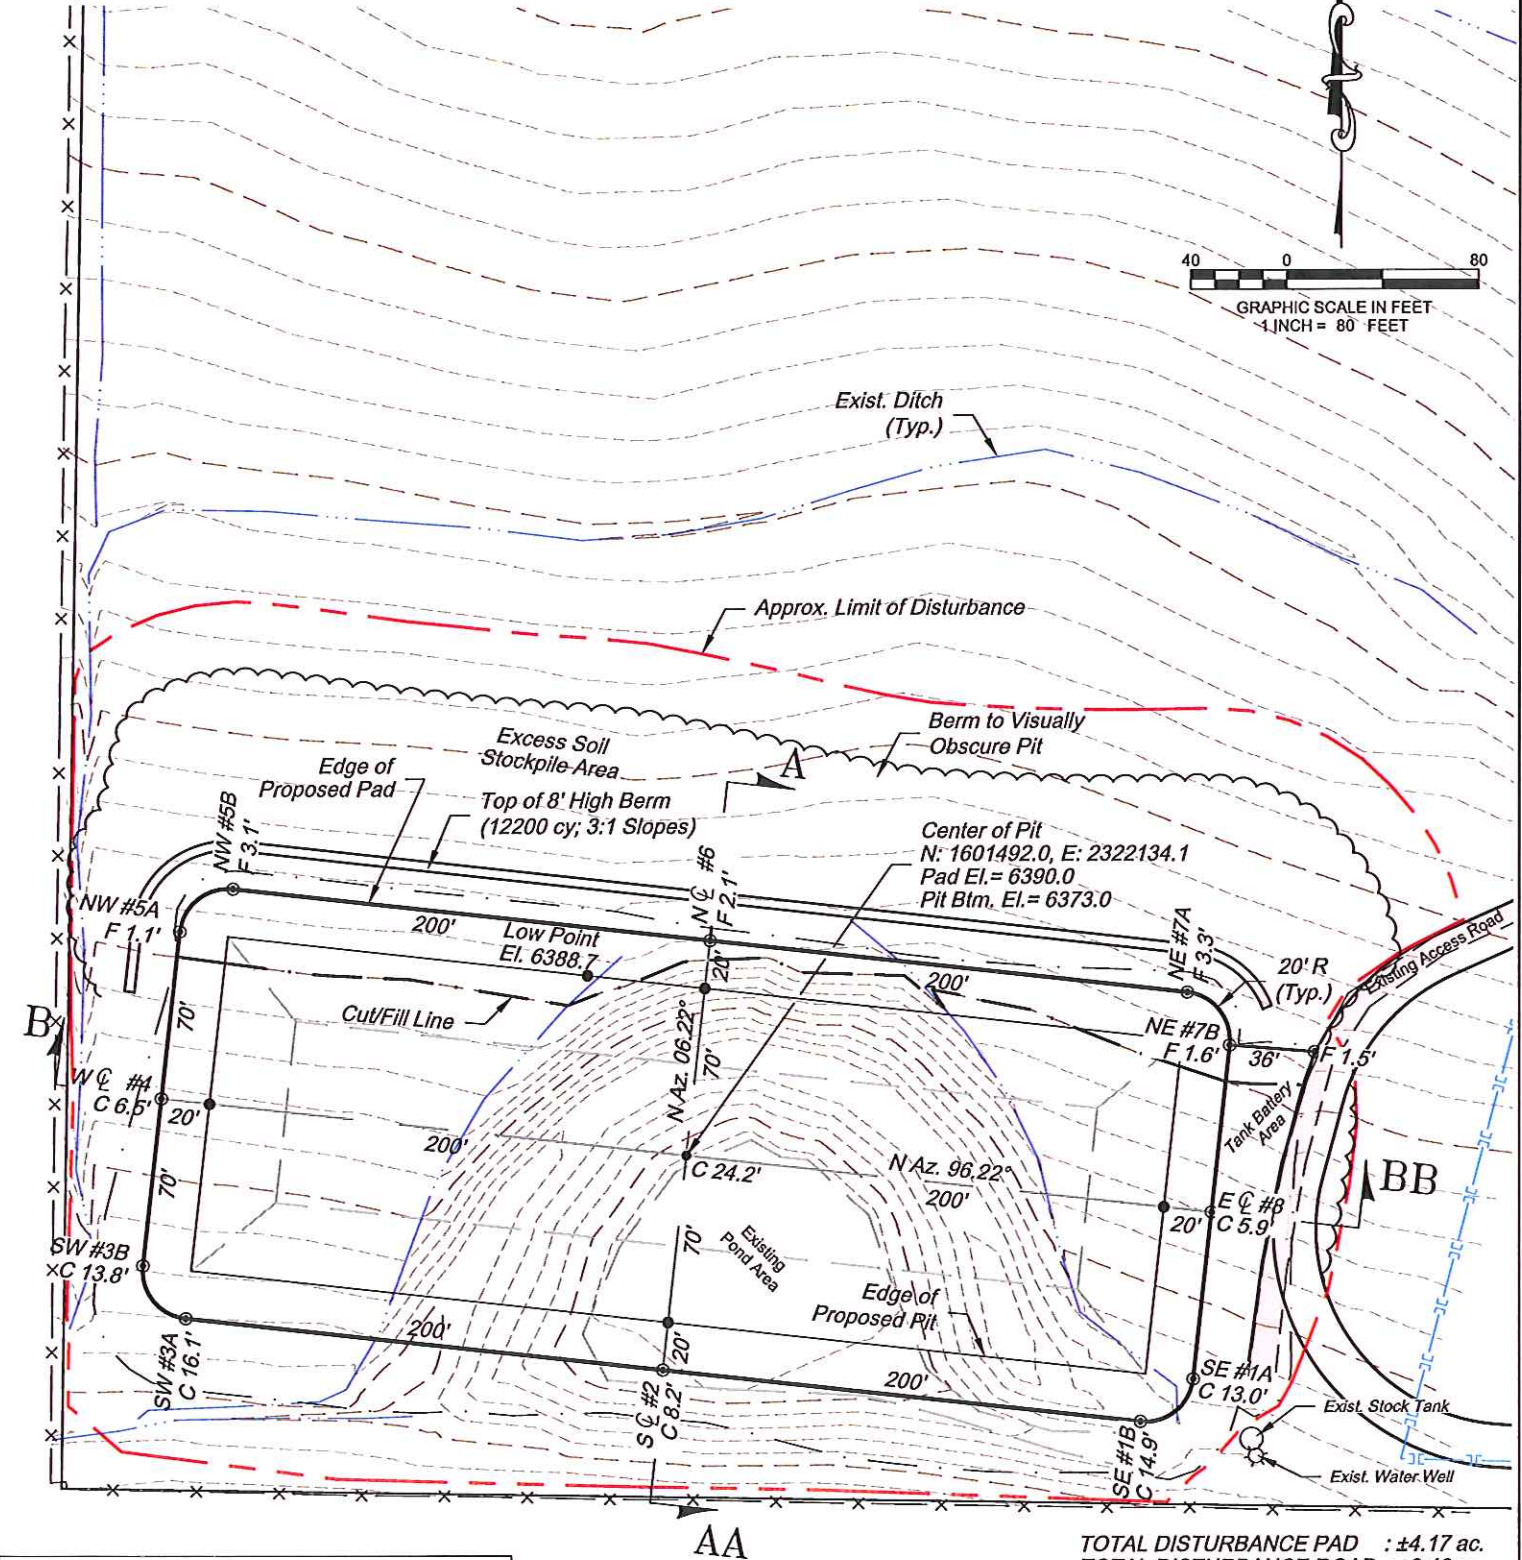 40 0 80
GRAPHIC SCALE IN FEET
1 INCH = 80 FEET
Exist. Ditch
(Typ.)
Approx. Limit of Disturbance
Berm to Visually
Obscure Pit
Excess Soil
Stockpile Area
Edge of
Proposed Pad
A
Top of 8' High Berm
(12200 cy; 3:1 Slopes)
Center of Pit
N: 1601492.0, E: 2322134.1
Pad El.= 6390.0
Pit Btm. El.= 6373.0
NW #5B
F 3.1'
N ℄ #6
F 2.1'
NW #5A
F 1.1'
NE #7A
F 3.3'
200'
Low Point
El. 6388.7
20'
200'
20' R
(Typ.)
Existing Access Road
B
Cut/Fill Line
70'
N Az. 06.22°
70'
NE #7B
F 1.6'
36'
F 1.5'
W ℄ #4
C 6.5'
20'
200'
Tank Battery
Area
C 24.2'
N Az. 96.22°
200'
BB
70'
E ℄ #8
C 5.9'
20'
SW #3B
C 13.8'
70'
Existing
Pond Area
Edge of
Proposed Pit
200'
20'
200'
SW #3A
C 16.1'
S ℄ #2
C 8.2'
SE #1A
C 13.0'
SE #1B
C 14.9'
Exist. Stock Tank
Exist. Water Well
AA
TOTAL DISTURBANCE PAD : ±4.17 ac.